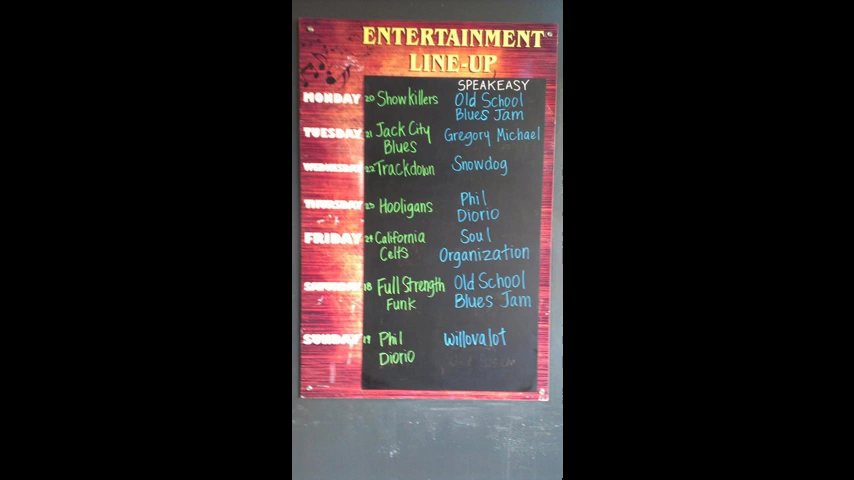 ENTERTAINMENT
LINE-UP
SPEAKEASY
MONDAY 20 Showkillers Old School
Blues Jam
TUESDAY 21 Jack City Gregory Michael
Blues
WEDNESDAY 22 Trackdown Snowdog
THURSDAY 23 Hooligans Phil
Diorio
FRIDAY 24 California Soul
Celts Organization
SATURDAY 18 Full Strength Old School
Funk Blues Jam
SUNDAY 19 Phil Willovalot
Diorio